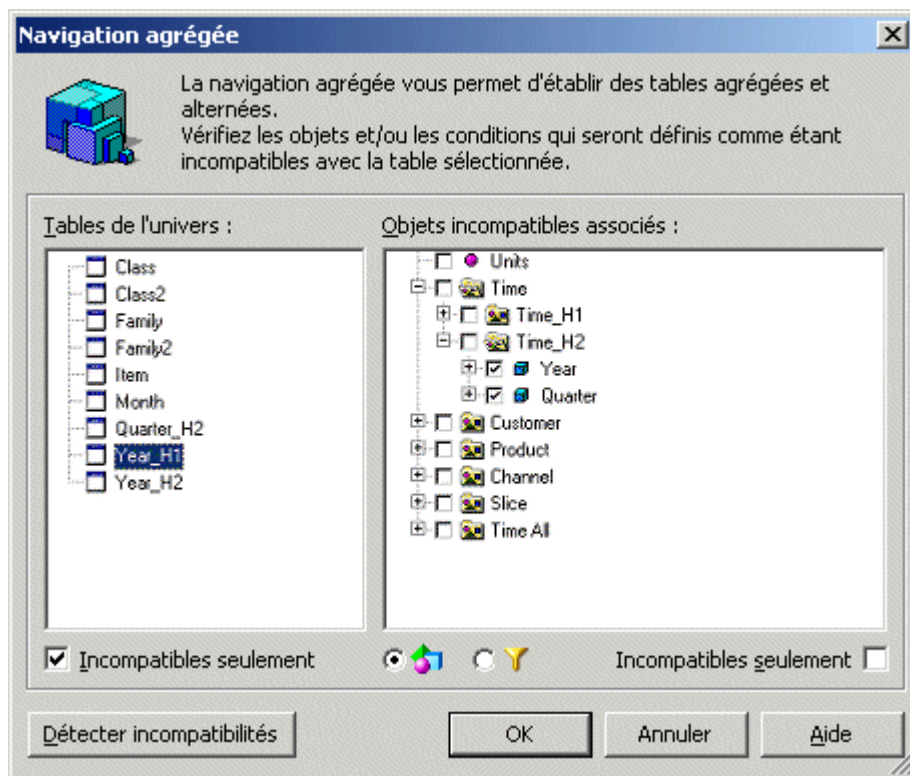 Navigation agrégée
La navigation agrégée vous permet d'établir des tables agrégées et
alternées.
Vérifiez les objets et/ou les conditions qui seront définis comme étant
incompatibles avec la table sélectionnée.
Tables de l'univers :
Class
Class2
Family
Family2
Item
Month
Quarter_H2
Year_H1
Year_H2
Objets incompatibles associés :
Units
Time
Time_H1
Time_H2
Year
Quarter
Customer
Product
Channel
Slice
Time All
Incompatibles seulement
Incompatibles seulement
Détecter incompatibilités
OK
Annuler
Aide